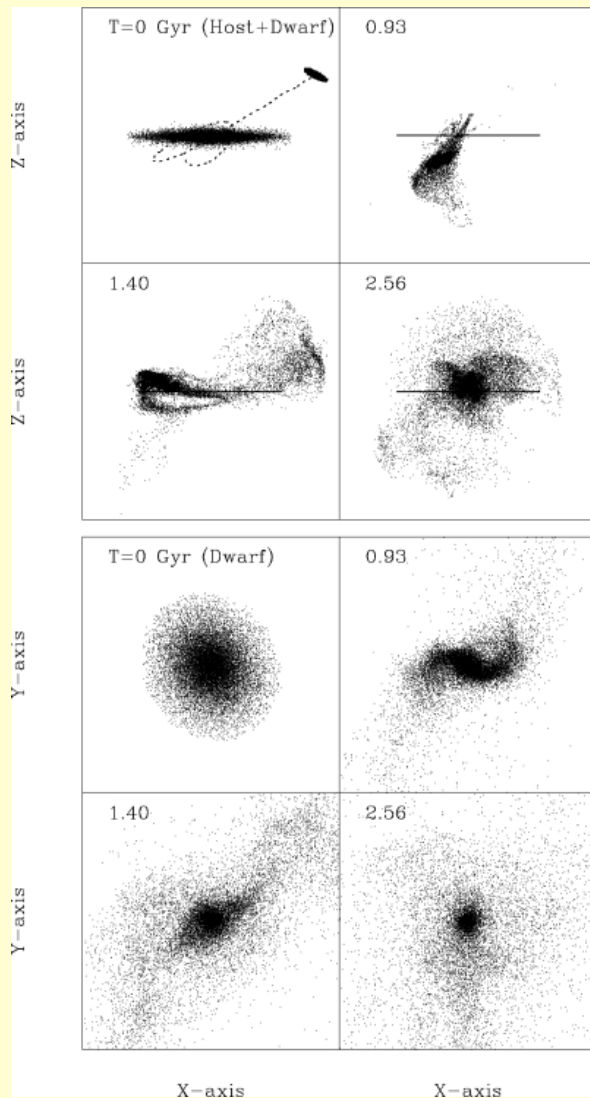 T=0 Gyr (Host+Dwarf)
0.93
Z-axis
1.40
2.56
Z-axis
T=0 Gyr (Dwarf)
0.93
Y-axis
1.40
2.56
Y-axis
X-axis
X-axis